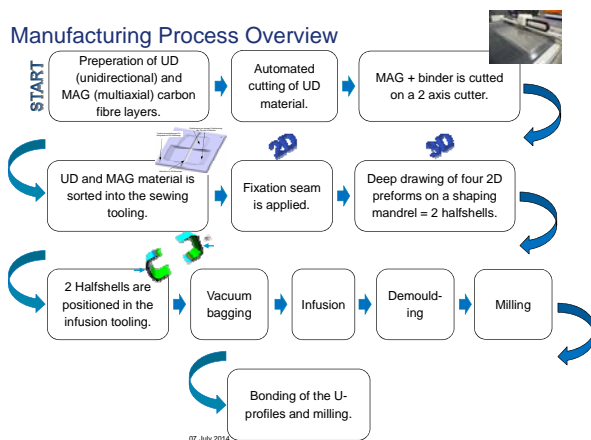 Manufacturing Process Overview
START
Preperation of UD
(unidirectional) and
MAG (multiaxial) carbon
fibre layers.
Automated
cutting of UD
material.
MAG + binder is cutted
on a 2 axis cutter.
UD and MAG material is
sorted into the sewing
tooling.
2D
Fixation seam
is applied.
3D
Deep drawing of four 2D
preforms on a shaping
mandrel = 2 halfshells.
2 Halfshells are
positioned in the
infusion tooling.
Vacuum
bagging
Infusion
Demould-
ing
Milling
Bonding of the U-
profiles and milling.
07 July 2014